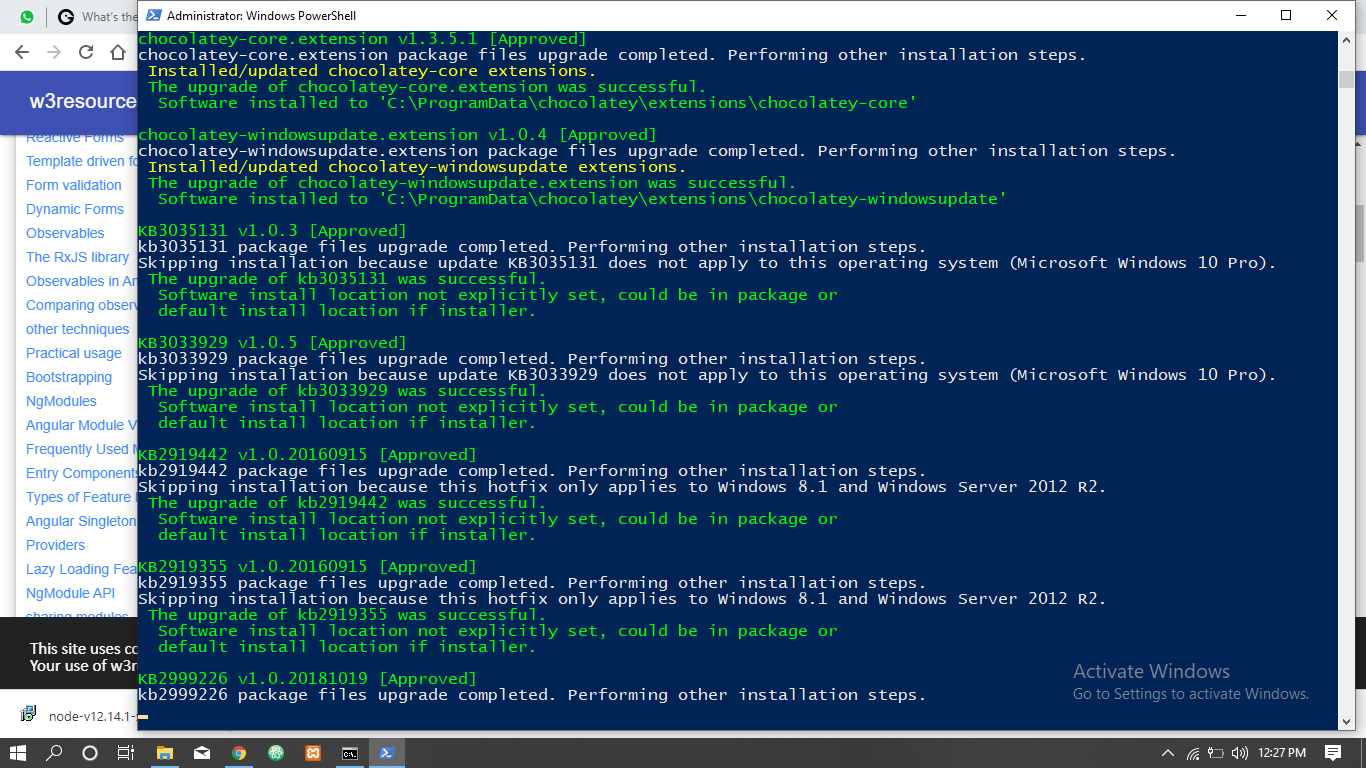 What's the
Administrator: Windows PowerShell
w3resource
Reactive Forms
Template driven fo
Form validation
Dynamic Forms
Observables
The RxJS library
Observables in An
Comparing observ
other techniques
Practical usage
Bootstrapping
NgModules
Angular Module V
Frequently Used M
Entry Components
Types of Feature
Angular Singleton
Providers
Lazy Loading Fea
NgModule API
sharing modules
This site uses co
Your use of w3r
node-v12.14.1-
chocolatey-core.extension v1.3.5.1 [Approved]
chocolatey-core.extension package files upgrade completed. Performing other installation steps.
Installed/updated chocolatey-core extensions.
The upgrade of chocolatey-core.extension was successful.
Software installed to 'C:\ProgramData\chocolatey\extensions\chocolatey-core'
chocolatey-windowsupdate.extension v1.0.4 [Approved]
chocolatey-windowsupdate.extension package files upgrade completed. Performing other installation steps.
Installed/updated chocolatey-windowsupdate extensions.
The upgrade of chocolatey-windowsupdate.extension was successful.
Software installed to 'C:\ProgramData\chocolatey\extensions\chocolatey-windowsupdate'
KB3035131 v1.0.3 [Approved]
kb3035131 package files upgrade completed. Performing other installation steps.
Skipping installation because update KB3035131 does not apply to this operating system (Microsoft Windows 10 Pro).
The upgrade of kb3035131 was successful.
Software install location not explicitly set, could be in package or
default install location if installer.
KB3033929 v1.0.5 [Approved]
kb3033929 package files upgrade completed. Performing other installation steps.
Skipping installation because update KB3033929 does not apply to this operating system (Microsoft Windows 10 Pro).
The upgrade of kb3033929 was successful.
Software install location not explicitly set, could be in package or
default install location if installer.
KB2919442 v1.0.20160915 [Approved]
kb2919442 package files upgrade completed. Performing other installation steps.
Skipping installation because this hotfix only applies to Windows 8.1 and Windows Server 2012 R2.
The upgrade of kb2919442 was successful.
Software install location not explicitly set, could be in package or
default install location if installer.
KB2919355 v1.0.20160915 [Approved]
kb2919355 package files upgrade completed. Performing other installation steps.
Skipping installation because this hotfix only applies to Windows 8.1 and Windows Server 2012 R2.
The upgrade of kb2919355 was successful.
Software install location not explicitly set, could be in package or
default install location if installer.
KB2999226 v1.0.20181019 [Approved]
kb2999226 package files upgrade completed. Performing other installation steps.
Activate Windows
Go to Settings to activate Windows.
12:27 PM